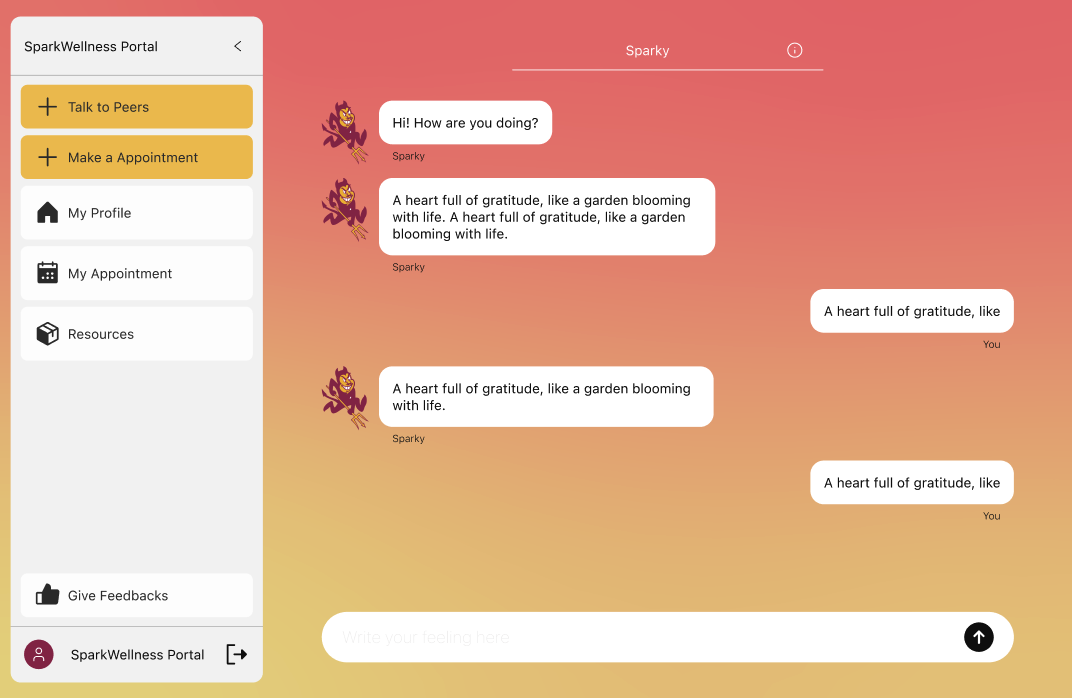 SparkWellness Portal
Talk to Peers
Make a Appointment
My Profile
My Appointment
Resources
Give Feedbacks
SparkWellness Portal
Sparky
Hi! How are you doing?
Sparky
A heart full of gratitude, like a garden blooming
with life. A heart full of gratitude, like a garden
blooming with life.
Sparky
A heart full of gratitude, like
You
A heart full of gratitude, like a garden blooming
with life.
Sparky
A heart full of gratitude, like
You
Write your feeling here